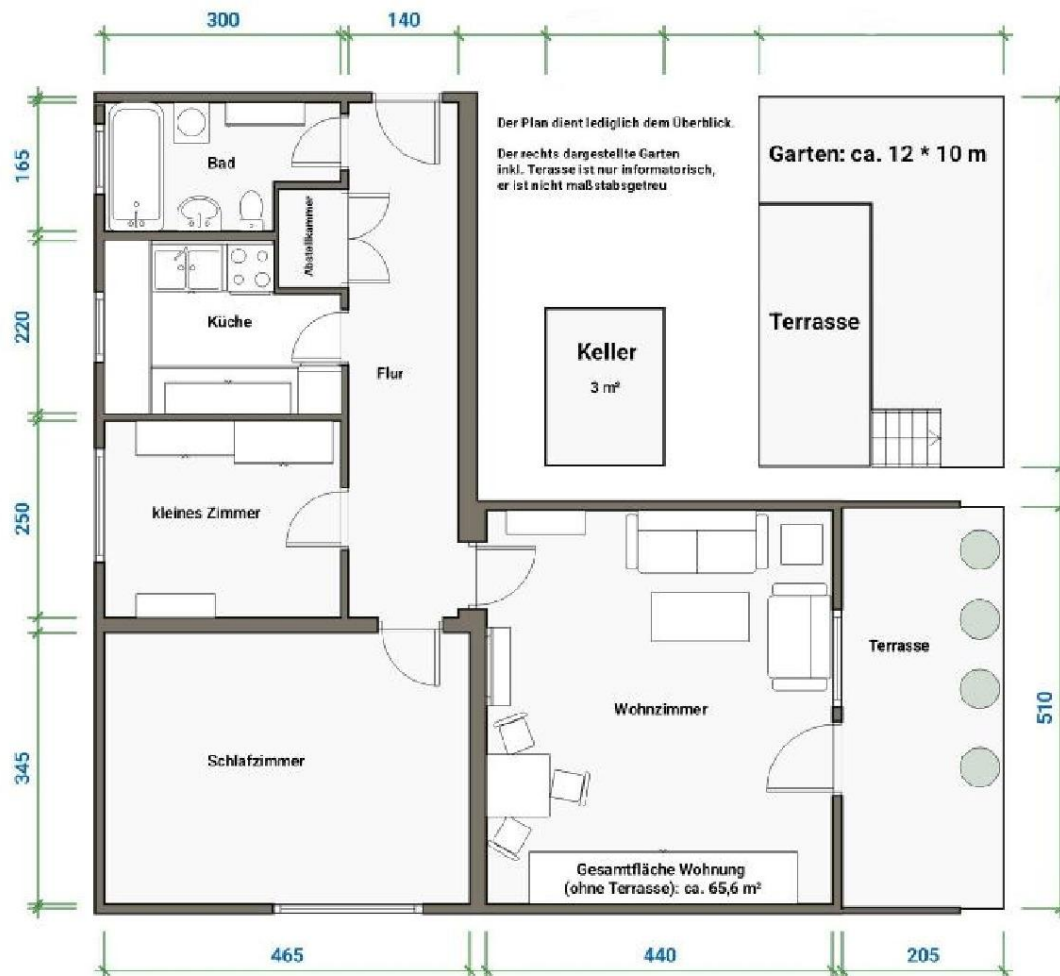 300
140
Der Plan dient lediglich dem Überblick.
Der rechts dargestellte Garten
inkl. Terasse ist nur informatorisch,
er ist nicht maßstabsgetreu
Garten: ca. 12 * 10 m
165
Bad
Abstellkammer
220
Küche
Flur
Keller
3 m²
Terrasse
250
kleines Zimmer
Terrasse
Wohnzimmer
510
345
Schlafzimmer
Gesamtfläche Wohnung
(ohne Terrasse): ca. 65,6 m²
465
440
205